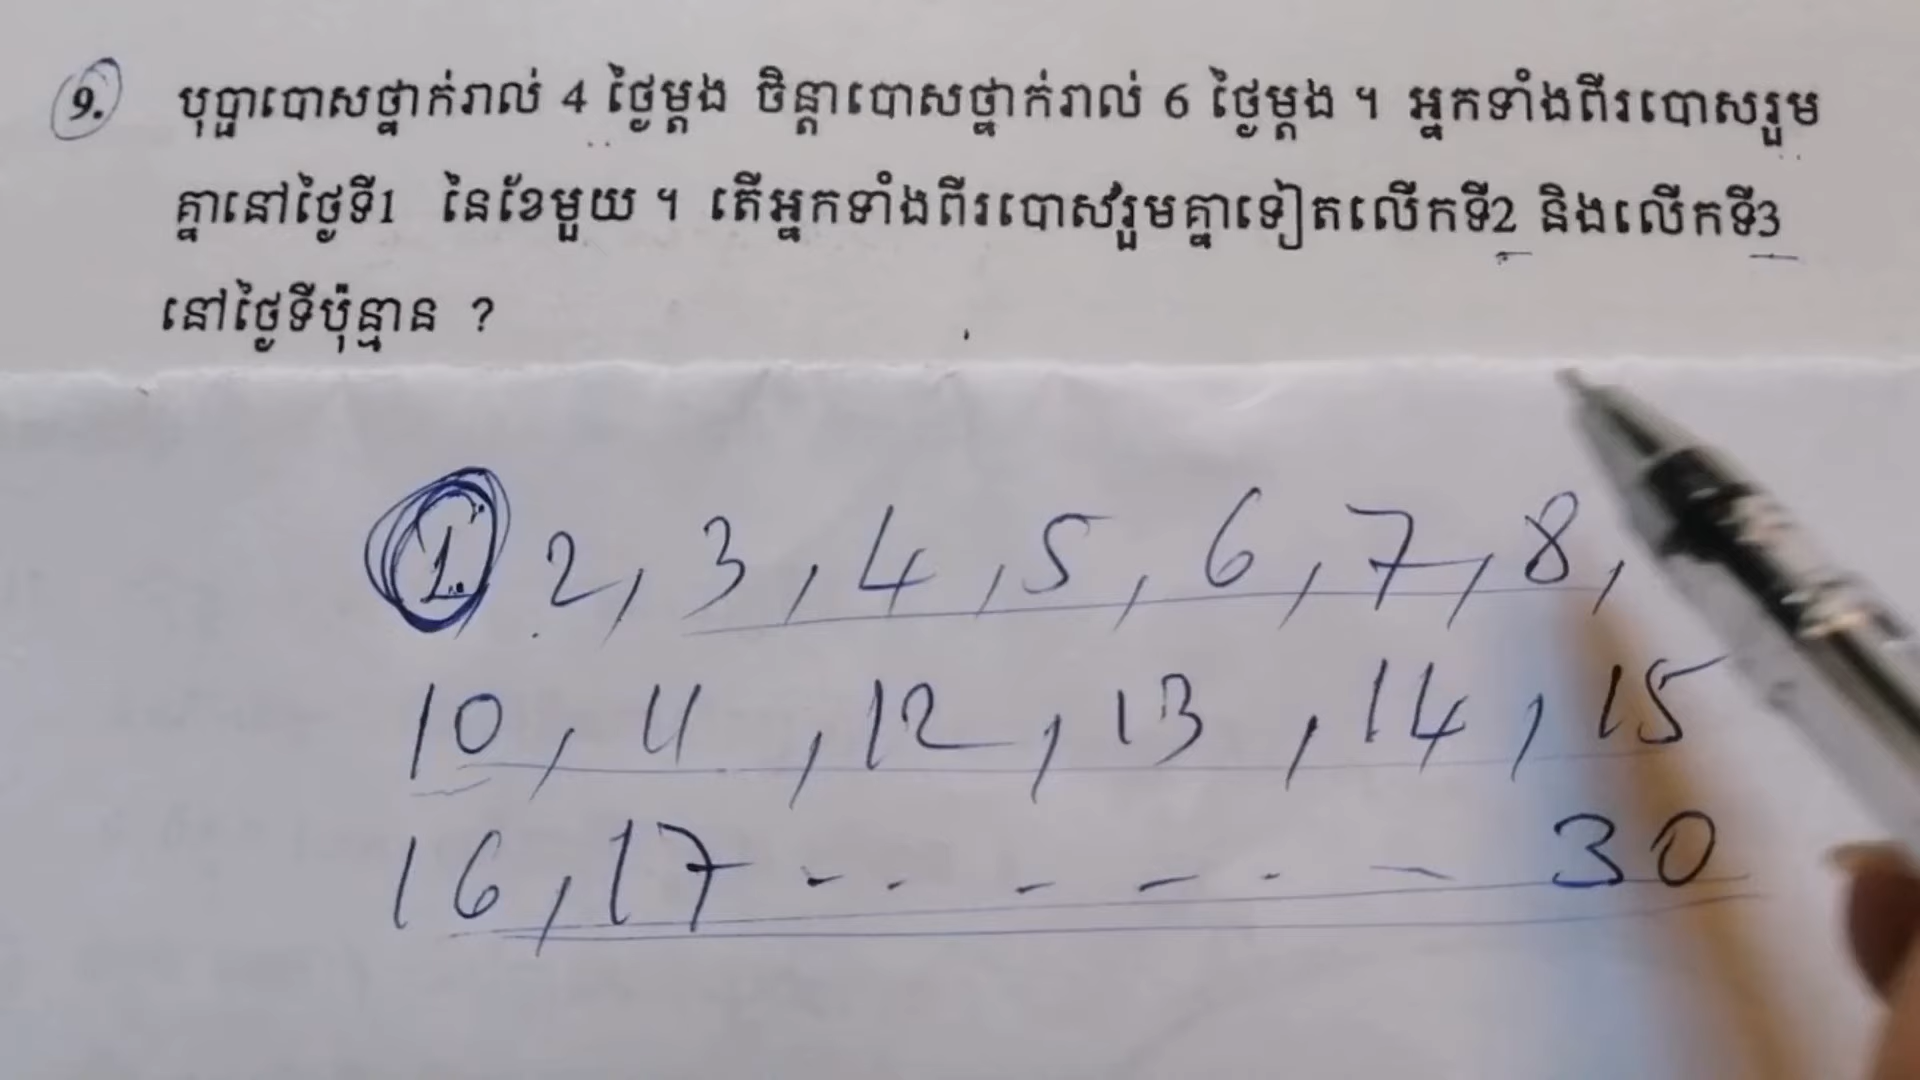 9. បុប្ផាបោសថ្នាក់រាល់ 4 ថ្ងៃម្តង ចិន្តាបោសថ្នាក់រាល់ 6 ថ្ងៃម្តង ។ អ្នកទាំងពីរបោសរួម
គ្នានៅថ្ងៃទី1 នៃខែមួយ ។ តើអ្នកទាំងពីរបោសរួមគ្នាទៀតលើកទី2 និងលើកទី3
នៅថ្ងៃទីប៉ុន្មាន ?
1, 2, 3, 4, 5, 6, 7, 8,
10, 11, 12, 13, 14, 15
16, 17 - - - - - - 30